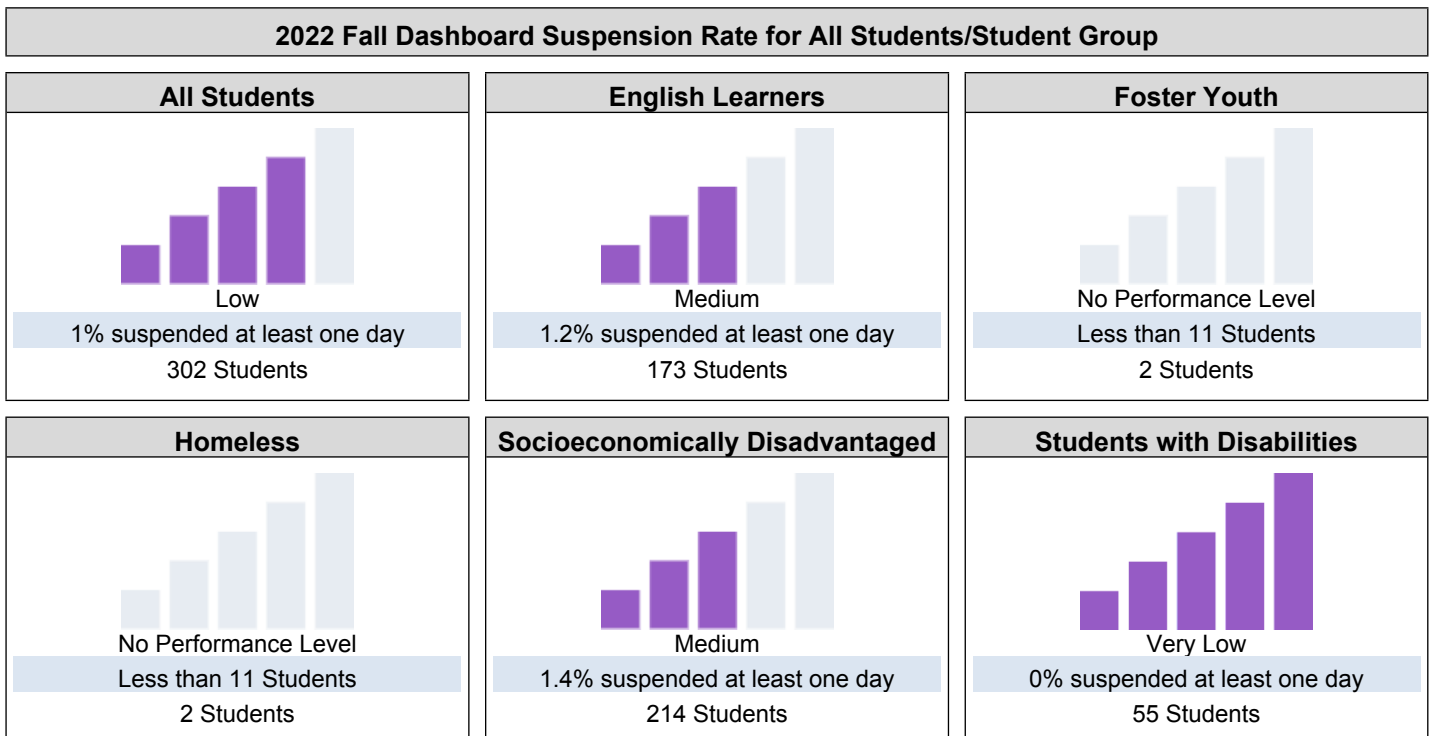 2022 Fall Dashboard Suspension Rate for All Students/Student Group
All Students
Low
1% suspended at least one day
302 Students
English Learners
Medium
1.2% suspended at least one day
173 Students
Foster Youth
No Performance Level
Less than 11 Students
2 Students
Homeless
No Performance Level
Less than 11 Students
2 Students
Socioeconomically Disadvantaged
Medium
1.4% suspended at least one day
214 Students
Students with Disabilities
Very Low
0% suspended at least one day
55 Students